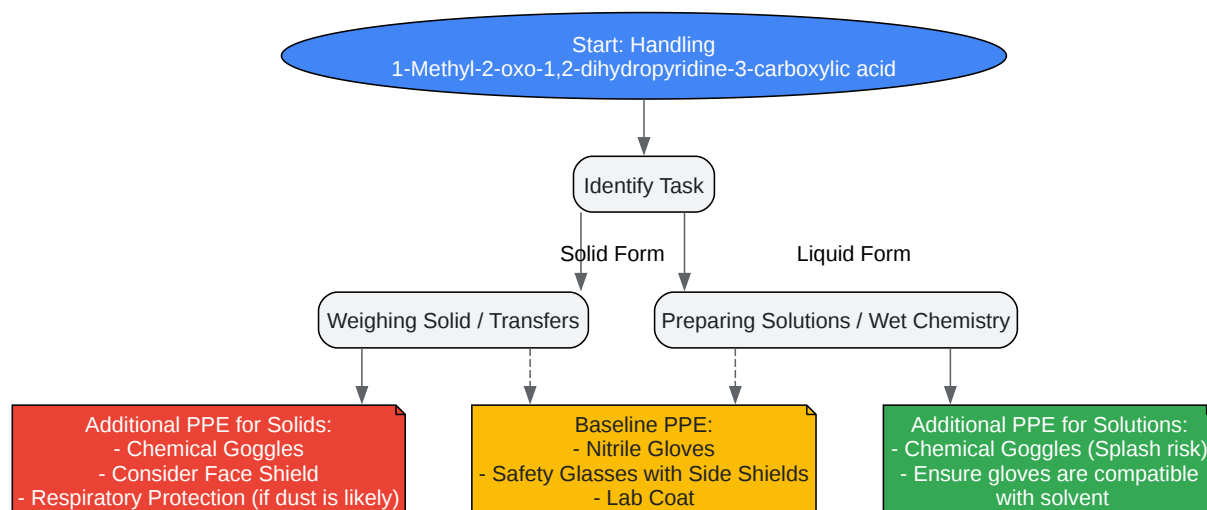 Start: Handling
1-Methyl-2-oxo-1,2-dihydropyridine-3-carboxylic acid
Identify Task
Solid Form
Liquid Form
Weighing Solid / Transfers
Preparing Solutions / Wet Chemistry
Additional PPE for Solids:
- Chemical Goggles
- Consider Face Shield
- Respiratory Protection (if dust is likely)
Baseline PPE:
- Nitrile Gloves
- Safety Glasses with Side Shields
- Lab Coat
Additional PPE for Solutions:
- Chemical Goggles (Splash risk)
- Ensure gloves are compatible
with solvent